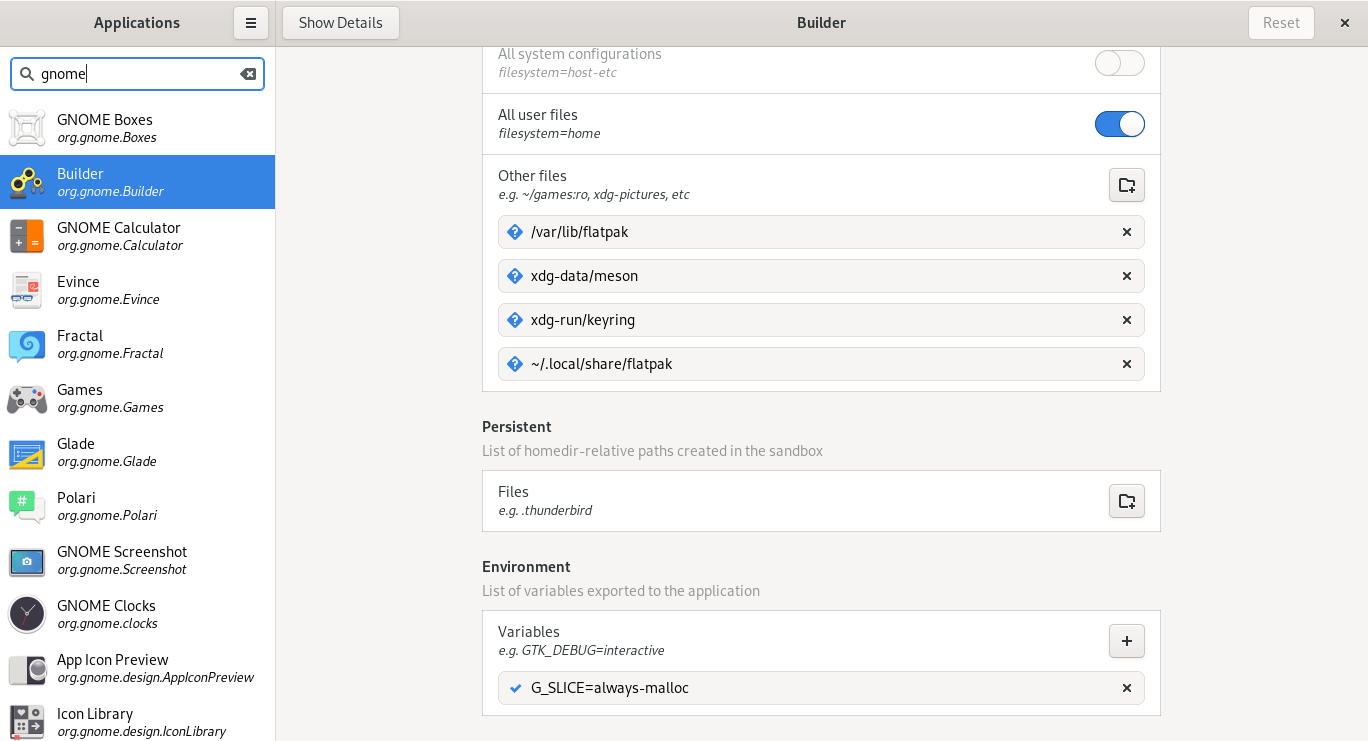 Applications
Show Details
Builder
Reset
gnome
GNOME Boxes
org.gnome.Boxes
Builder
org.gnome.Builder
GNOME Calculator
org.gnome.Calculator
Evince
org.gnome.Evince
Fractal
org.gnome.Fractal
Games
org.gnome.Games
Glade
org.gnome.Glade
Polari
org.gnome.Polari
GNOME Screenshot
org.gnome.Screenshot
GNOME Clocks
org.gnome.clocks
App Icon Preview
org.gnome.design.AppIconPreview
Icon Library
org.gnome.design.IconLibrary
All system configurations
filesystem=host-etc
All user files
filesystem=home
Other files
e.g. ~/games:ro, xdg-pictures, etc
/var/lib/flatpak
xdg-data/meson
xdg-run/keyring
~/.local/share/flatpak
Persistent
List of homedir-relative paths created in the sandbox
Files
e.g. .thunderbird
Environment
List of variables exported to the application
Variables
e.g. GTK_DEBUG=interactive
G_SLICE=always-malloc